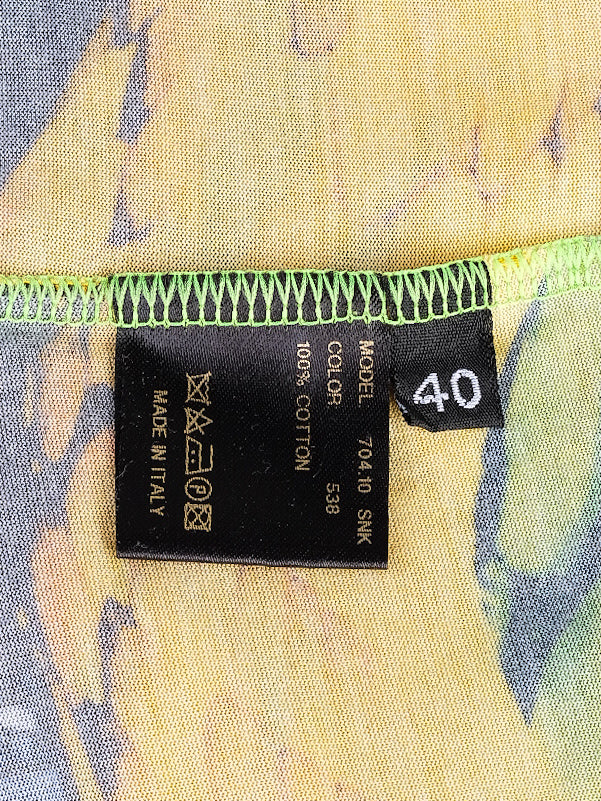 MODEL 704.10 SNK
COLOR 538
100% COTTON
MADE IN ITALY
40